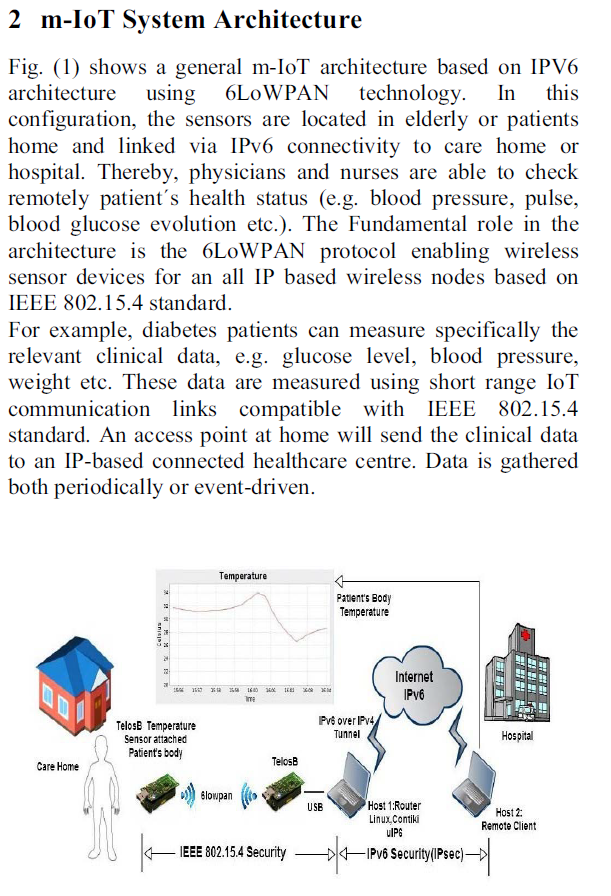 2 m-IoT System Architecture
Fig. (1) shows a general m-IoT architecture based on IPV6
architecture using 6LoWPAN technology. In this
configuration, the sensors are located in elderly or patients
home and linked via IPv6 connectivity to care home or
hospital. Thereby, physicians and nurses are able to check
remotely patient´s health status (e.g. blood pressure, pulse,
blood glucose evolution etc.). The Fundamental role in the
architecture is the 6LoWPAN protocol enabling wireless
sensor devices for an all IP based wireless nodes based on
IEEE 802.15.4 standard.
For example, diabetes patients can measure specifically the
relevant clinical data, e.g. glucose level, blood pressure,
weight etc. These data are measured using short range IoT
communication links compatible with IEEE 802.15.4
standard. An access point at home will send the clinical data
to an IP-based connected healthcare centre. Data is gathered
both periodically or event-driven.
Temperature
Celsius
Time
Patient's Body
Temperature
Internet
IPv6
IPv6 over IPv4
Tunnel
Hospital
TelosB Temperature
Sensor attached
Patient's body
Care Home
TelosB
6lowpan
USB
Host 1:Router
Linux,Contiki
uIP6
Host 2:
Remote Client
IEEE 802.15.4 Security
IPv6 Security(IPsec)